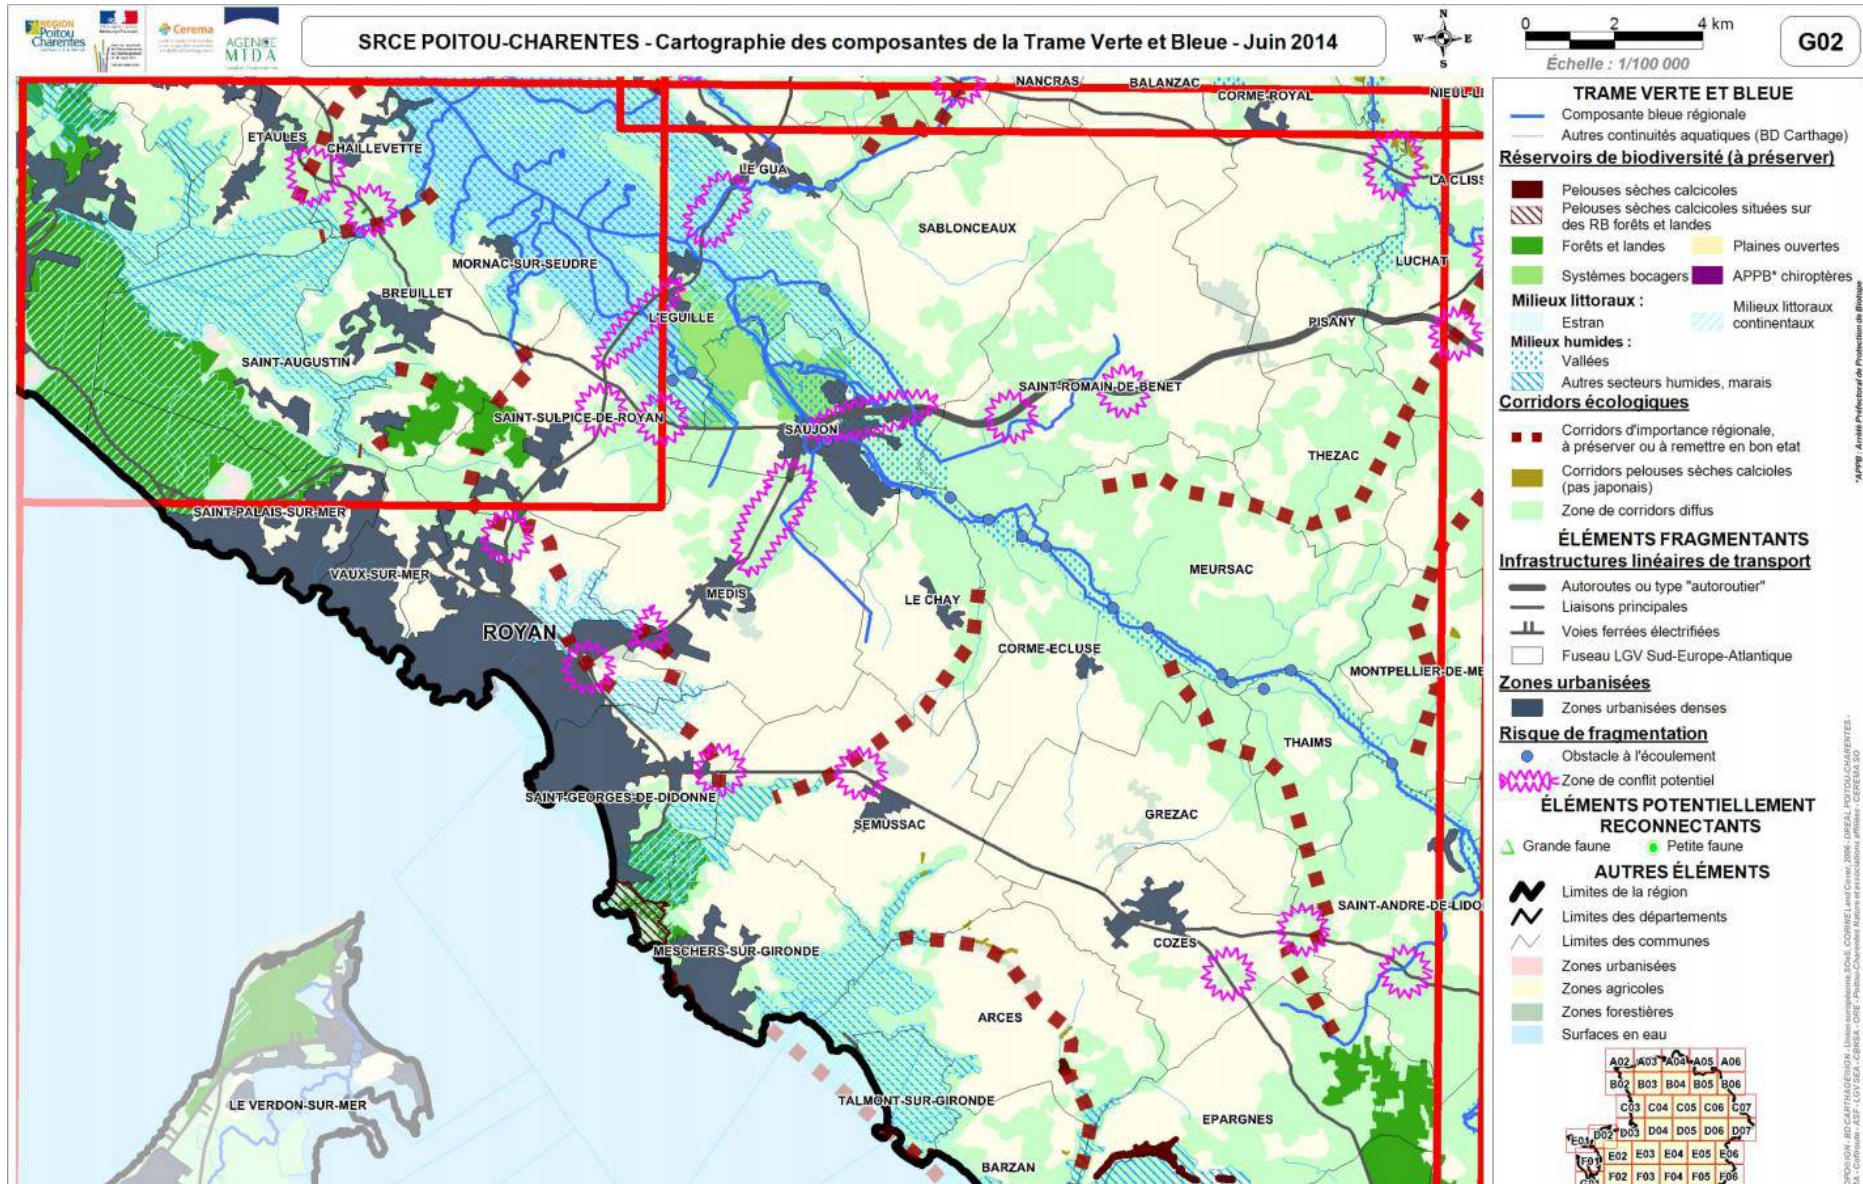 REGION
Poitou
Charentes
Cerema
AGENCE
MTDA
SRCE POITOU-CHARENTES - Cartographie des composantes de la Trame Verte et Bleue - Juin 2014
N
W E
S
0 2 4 km
Échelle : 1/100 000
G02
NANCRAS
BALANZAC
CORME-ROYAL
ETAULES
CHAILLEVETTE
LE GUA
SABLONCEAUX
MORNAC-SUR-SEUDRE
LUCHAT
BREUILLET
L'EGUILLE
PISANY
SAINT-AUGUSTIN
SAINT-ROMAIN-DE-BENET
SAINT-SULPICE-DE-ROYAN
SAUJON
THEZAC
SAINT-PALAIS-SUR-MER
VAUX-SUR-MER
MEURSAC
MEDIS
LE CHAY
ROYAN
CORME-ECLUSE
MONTPELLIER-DE-ME
THAIMS
SAINT-GEORGES-DE-DIDONNE
SEMUSSAC
GREZAC
SAINT-ANDRE-DE-LIDO
COZES
MESCHERS-SUR-GIRONDE
ARCES
LE VERDON-SUR-MER
TALMONT-SUR-GIRONDE
EPARGNES
BARZAN
TRAME VERTE ET BLEUE
Composante bleue régionale
Autres continuités aquatiques (BD Carthage)
Réservoirs de biodiversité (à préserver)
Pelouses sèches calcicoles
Pelouses sèches calcicoles situées sur
des RB forêts et landes
Forêts et landes Plaines ouvertes
Systèmes bocagers APPB* chiroptères
Milieux littoraux :
Estran
Milieux littoraux
continentaux
Milieux humides :
Vallées
Autres secteurs humides, marais
Corridors écologiques
Corridors d'importance régionale,
à préserver ou à remettre en bon etat
Corridors pelouses sèches calcioles
(pas japonais)
Zone de corridors diffus
ÉLÉMENTS FRAGMENTANTS
Infrastructures linéaires de transport
Autoroutes ou type "autoroutier"
Liaisons principales
Voies ferrées électrifiées
Fuseau LGV Sud-Europe-Atlantique
Zones urbanisées
Zones urbanisées denses
Risque de fragmentation
Obstacle à l'écoulement
Zone de conflit potentiel
ÉLÉMENTS POTENTIELLEMENT
RECONNECTANTS
Grande faune Petite faune
AUTRES ÉLÉMENTS
Limites de la région
Limites des départements
Limites des communes
Zones urbanisées
Zones agricoles
Zones forestières
Surfaces en eau
*APPB : Arrêté Préfectoral de Protection de Biotope
A02 A03 A04 A05 A06
B02 B03 B04 B05 B06
C03 C04 C05 C06 C07
D02 D03 D04 D05 D06 D07
E01 E02 E03 E04 E05 E06
F01 F02 F03 F04 F05 F06